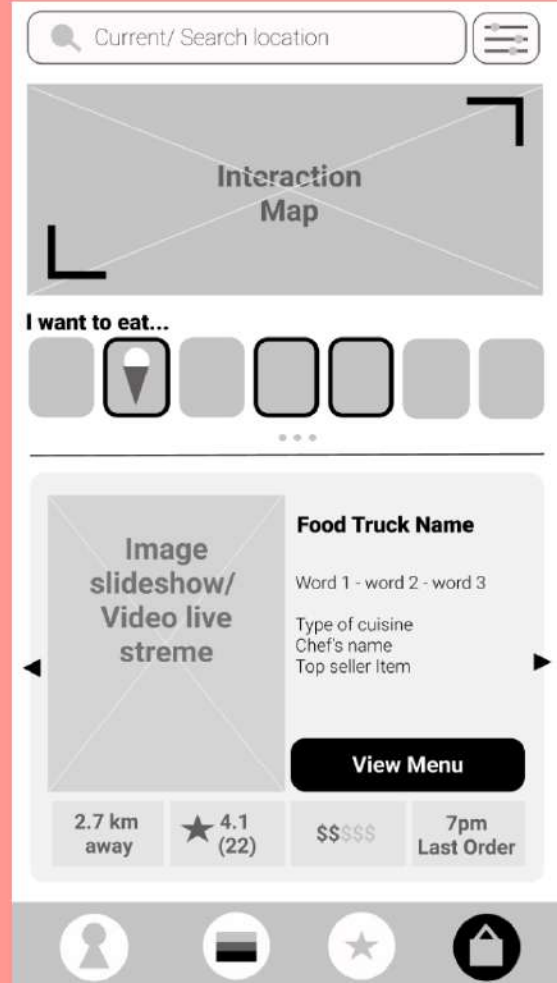 Current/ Search location
Interaction
Map
I want to eat...
Image
slideshow/
Video live
streme
Food Truck Name
Word 1 - word 2 - word 3
Type of cuisine
Chef's name
Top seller Item
View Menu
2.7 km
away
4.1
(22)
$$$$$
7pm
Last Order